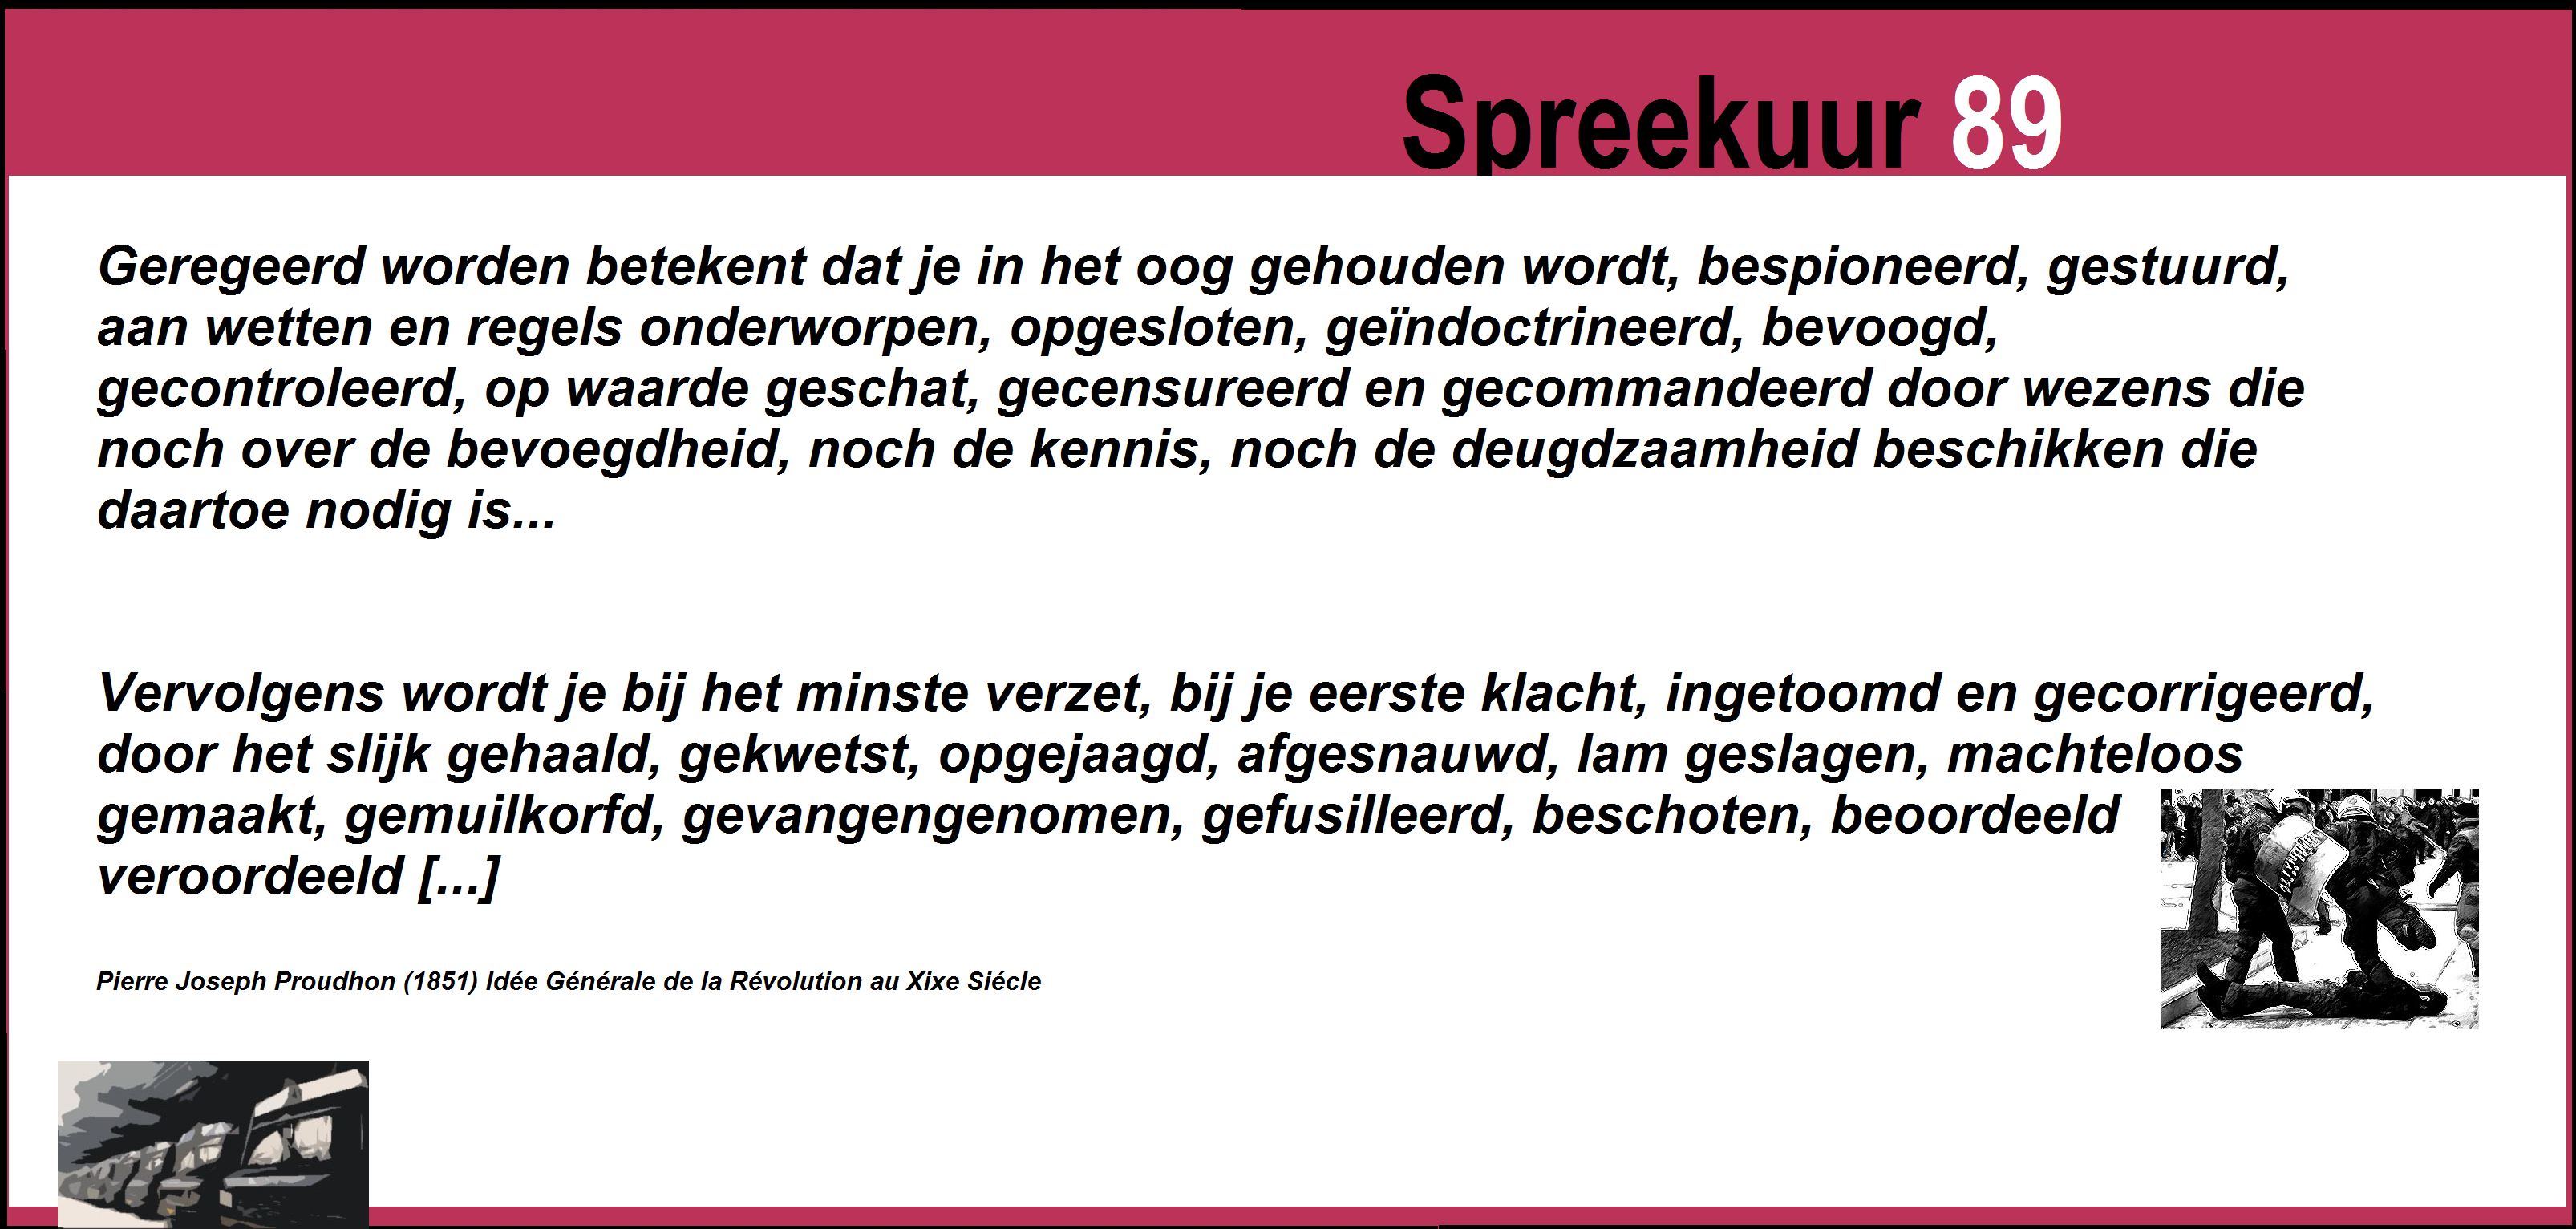 Spreekuur 89
Geregeerd worden betekent dat je in het oog gehouden wordt, bespioneerd, gestuurd,
aan wetten en regels onderworpen, opgesloten, geïndoctrineerd, bevoogd,
gecontroleerd, op waarde geschat, gecensureerd en gecommandeerd door wezens die
noch over de bevoegdheid, noch de kennis, noch de deugdzaamheid beschikken die
daartoe nodig is...
Vervolgens wordt je bij het minste verzet, bij je eerste klacht, ingetoomd en gecorrigeerd,
door het slijk gehaald, gekwetst, opgejaagd, afgesnauwd, lam geslagen, machteloos
gemaakt, gemuilkorfd, gevangengenomen, gefusilleerd, beschoten, beoordeeld
veroordeeld [...]
Pierre Joseph Proudhon (1851) Idée Générale de la Révolution au Xixe Siécle